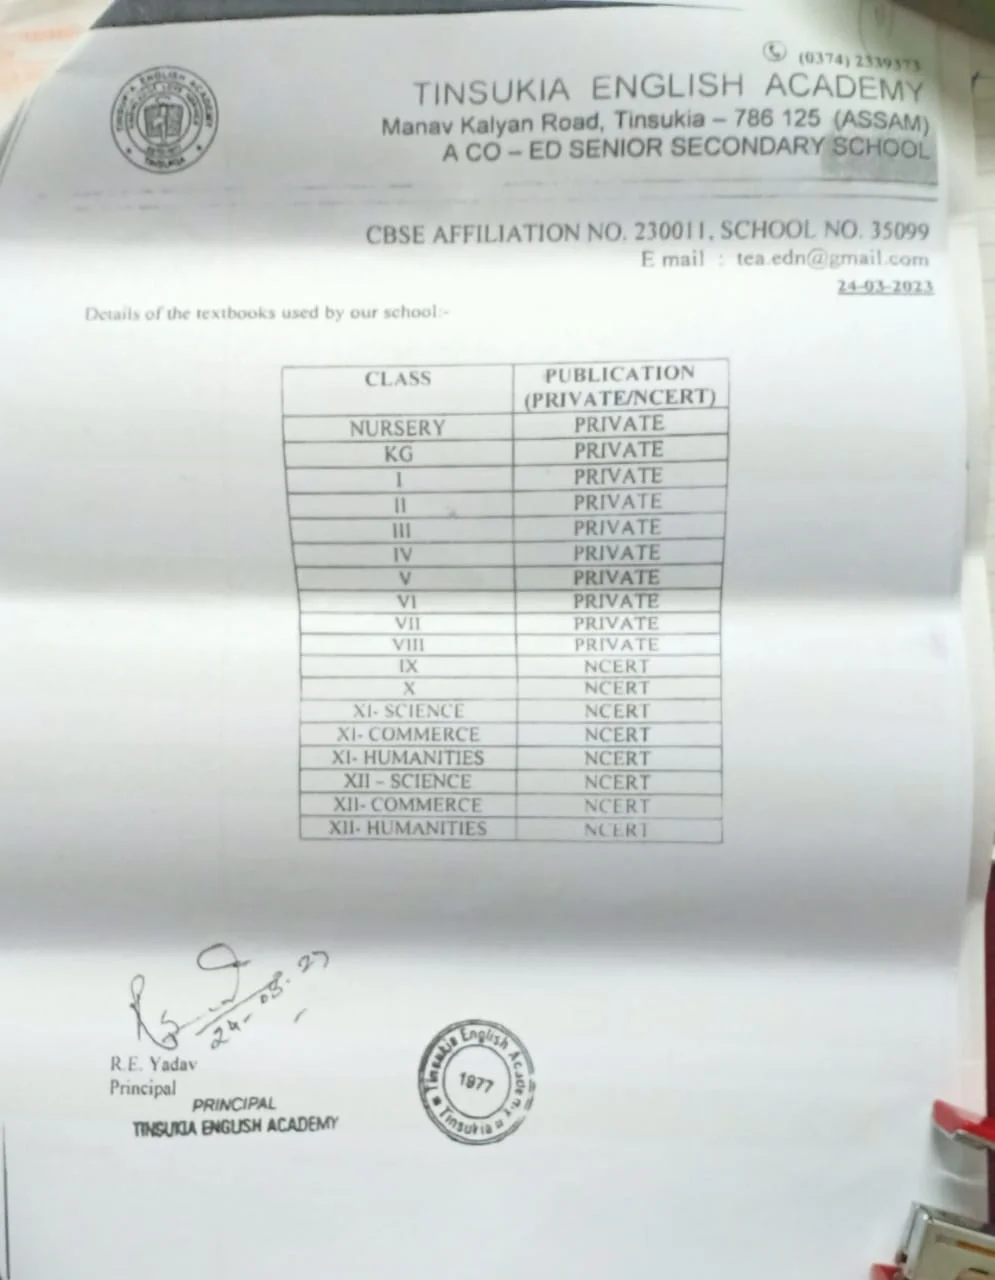 (0374) 2339373
TINSUKIA ENGLISH ACADEMY
Manav Kalyan Road, Tinsukia – 786 125 (ASSAM)
A CO – ED SENIOR SECONDARY SCHOOL
CBSE AFFILIATION NO. 230011, SCHOOL NO. 35099
E mail : tea.edn@gmail.com
24-03-2023
Details of the textbooks used by our school:-
CLASS PUBLICATION
(PRIVATE/NCERT)
NURSERY PRIVATE
KG PRIVATE
I PRIVATE
II PRIVATE
III PRIVATE
IV PRIVATE
V PRIVATE
VI PRIVATE
VII PRIVATE
VIII PRIVATE
IX NCERT
X NCERT
XI- SCIENCE NCERT
XI- COMMERCE NCERT
XI- HUMANITIES NCERT
XII – SCIENCE NCERT
XII- COMMERCE NCERT
XII- HUMANITIES NCERT
R.E. Yadav
Principal
PRINCIPAL
TINSUKIA ENGLISH ACADEMY
Tinsukia English Academy
1977
Tinsukia